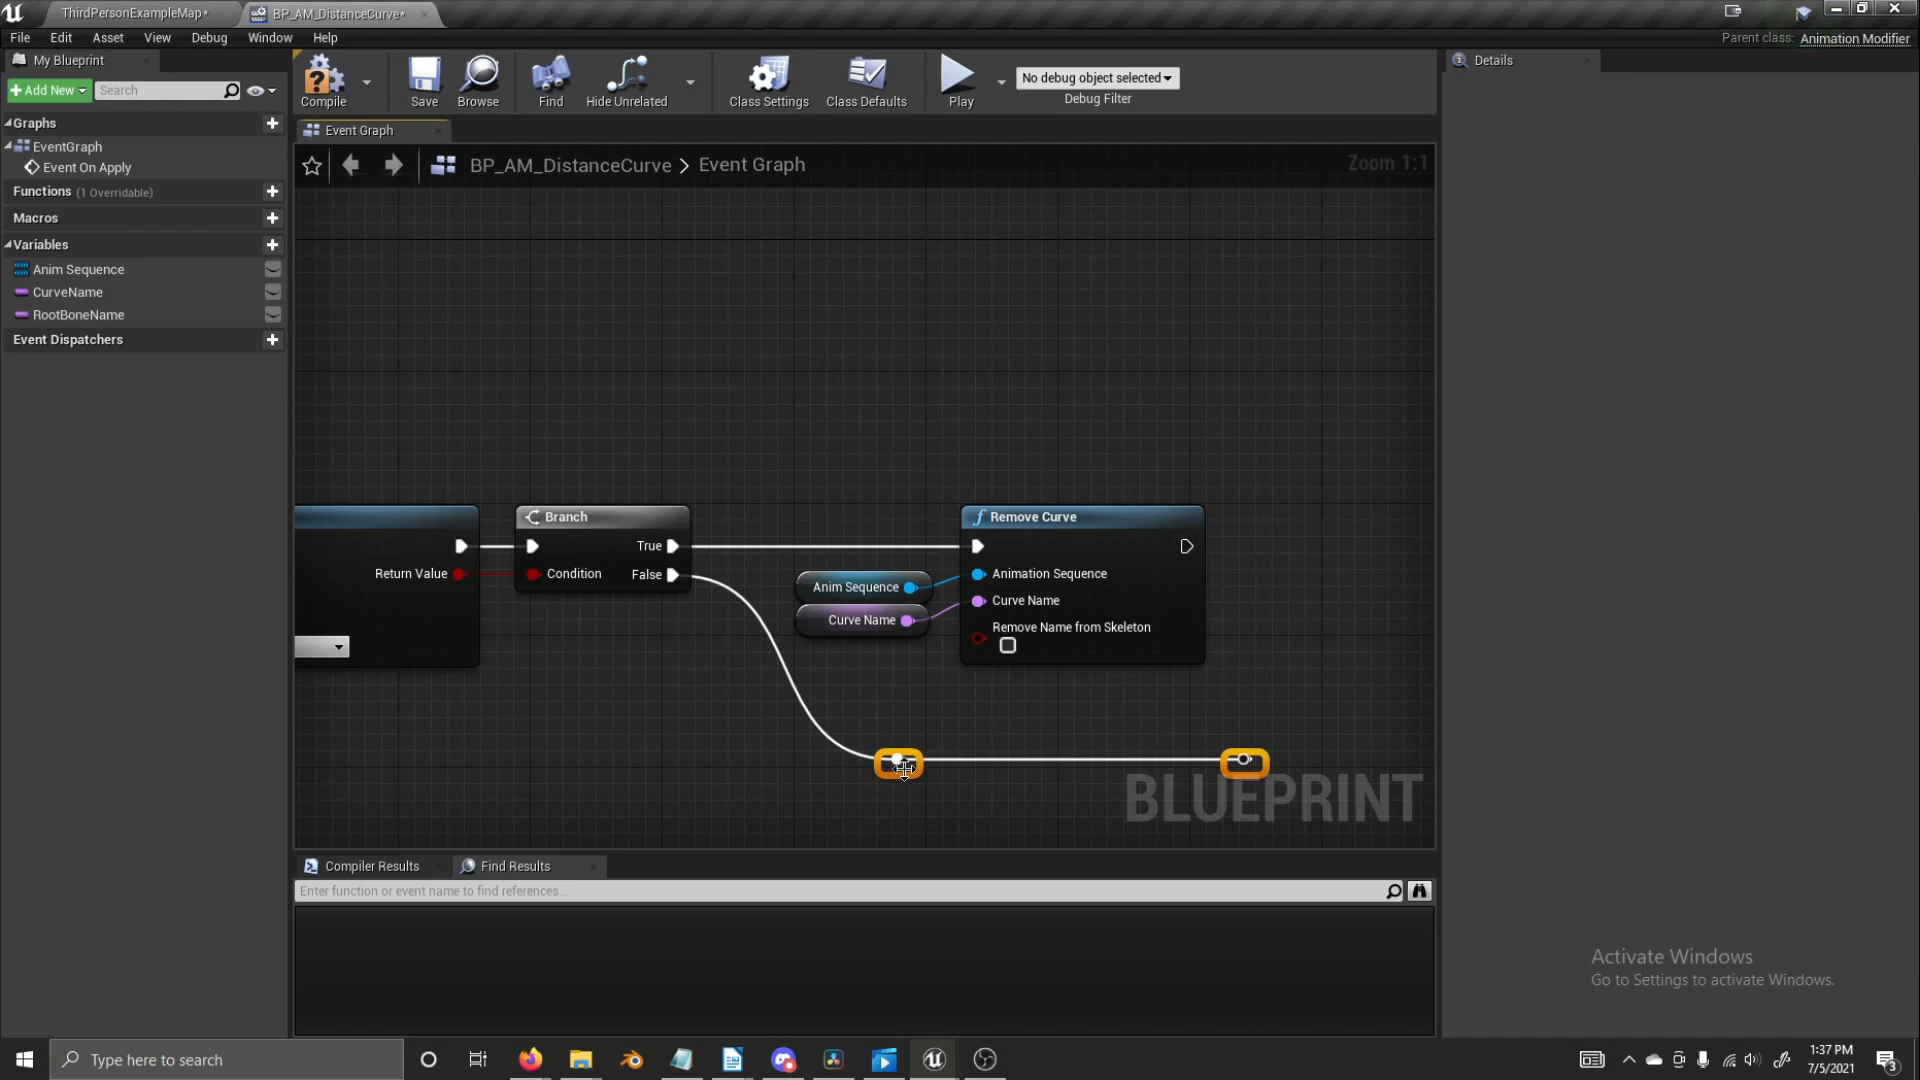 ThirdPersonExampleMap*
BP_AM_DistanceCurve*
File Edit Asset View Debug Window Help
Parent class: Animation Modifier
My Blueprint
Add New
Search
Compile
Save
Browse
Find
Hide Unrelated
Class Settings
Class Defaults
Play
No debug object selected
Debug Filter
Details
Graphs
EventGraph
Event On Apply
Functions (1 Overridable)
Macros
Variables
Anim Sequence
CurveName
RootBoneName
Event Dispatchers
Event Graph
BP_AM_DistanceCurve > Event Graph
Zoom 1:1
Return Value
Branch
True
Condition
False
Anim Sequence
Curve Name
Remove Curve
Animation Sequence
Curve Name
Remove Name from Skeleton
BLUEPRINT
Compiler Results
Find Results
Enter function or event name to find references...
Activate Windows
Go to Settings to activate Windows.
Type here to search
1:37 PM
7/5/2021
3